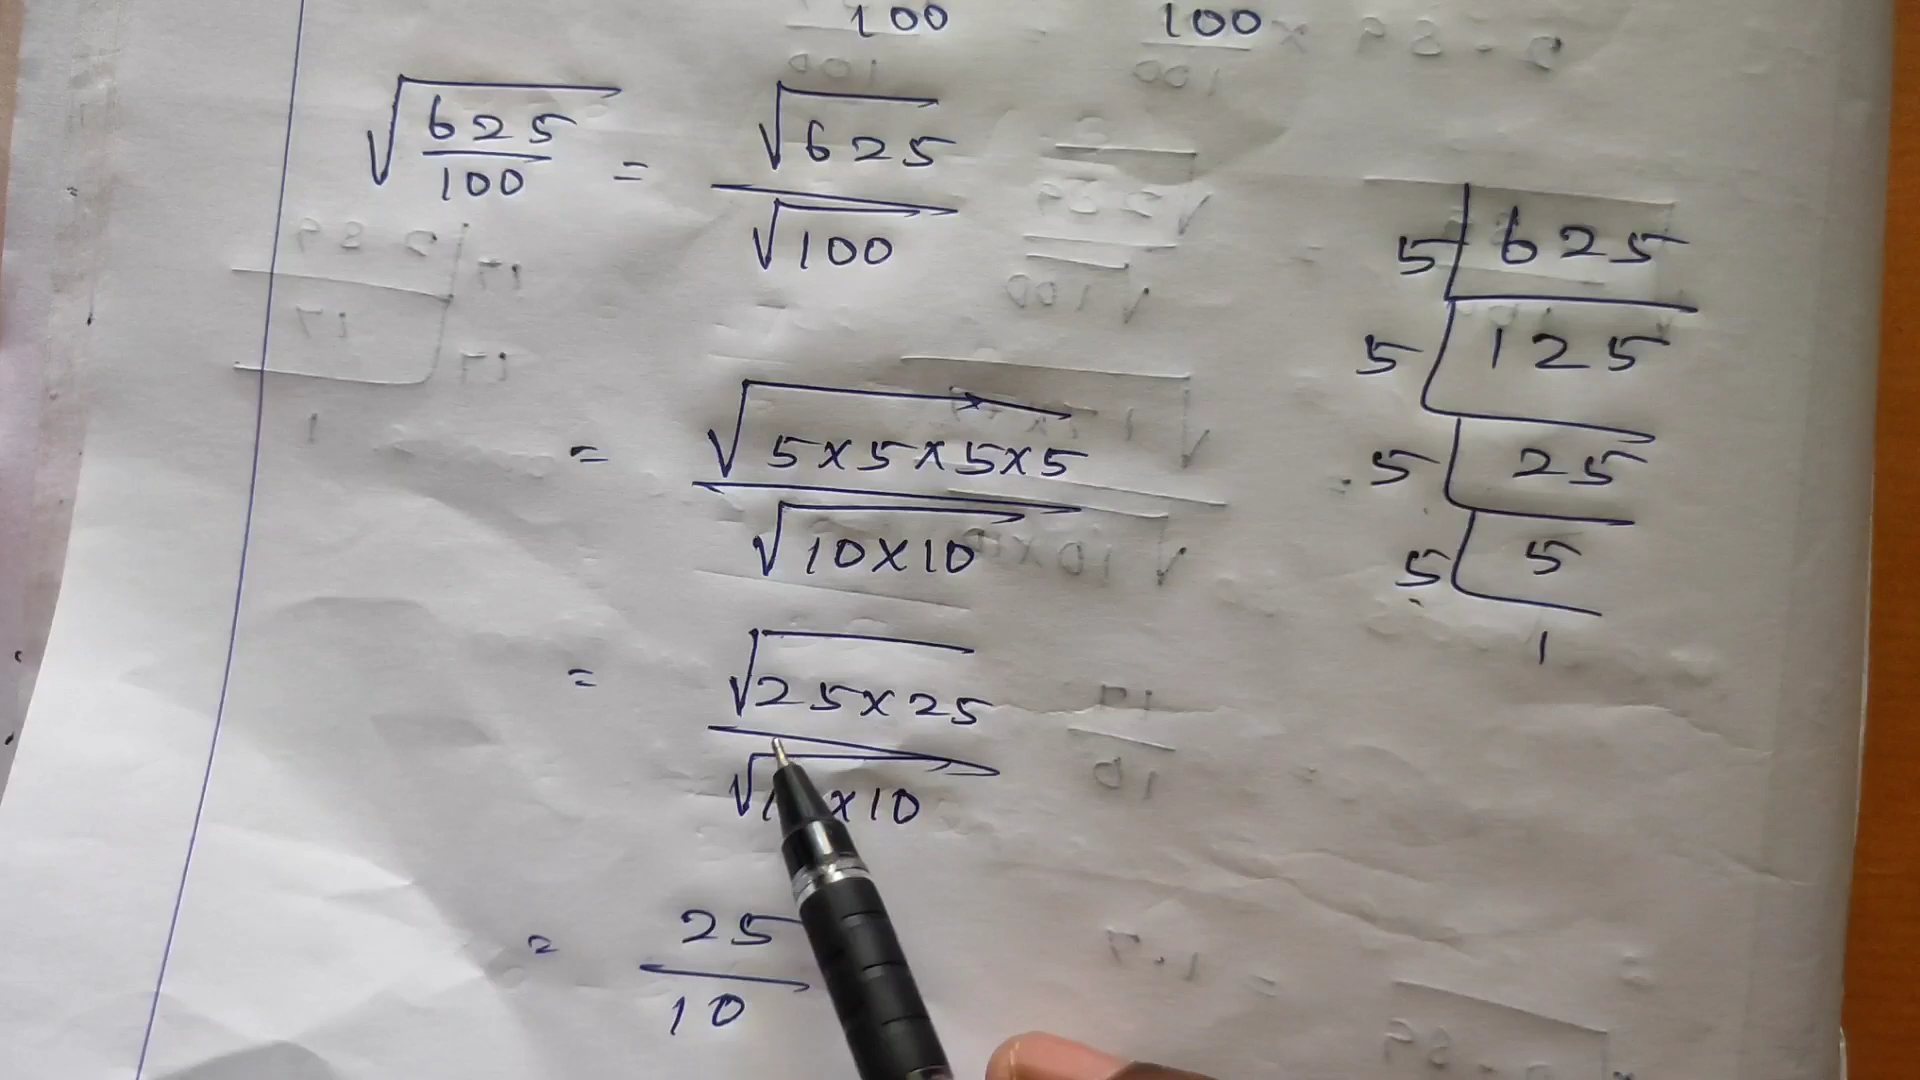 100 100
√(625/100) = √625/√100
= √(5×5×5×5)/√(10×10)
= √(25×25)/√(1 ×10)
= 25/10
5 | 625
5 | 125
5 | 25
5 | 5
1